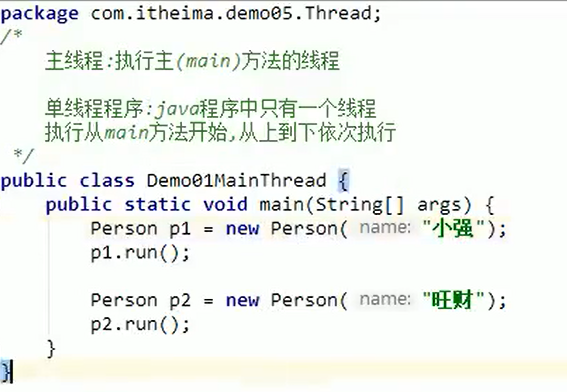 package com.itheima.demo05.Thread;
/*
主线程:执行主(main)方法的线程
单线程程序:java程序中只有一个线程
执行从main方法开始,从上到下依次执行
*/
public class Demo01MainThread {
public static void main(String[] args) {
Person p1 = new Person( name: "小强");
p1.run();
Person p2 = new Person( name: "旺财");
p2.run();
}
}